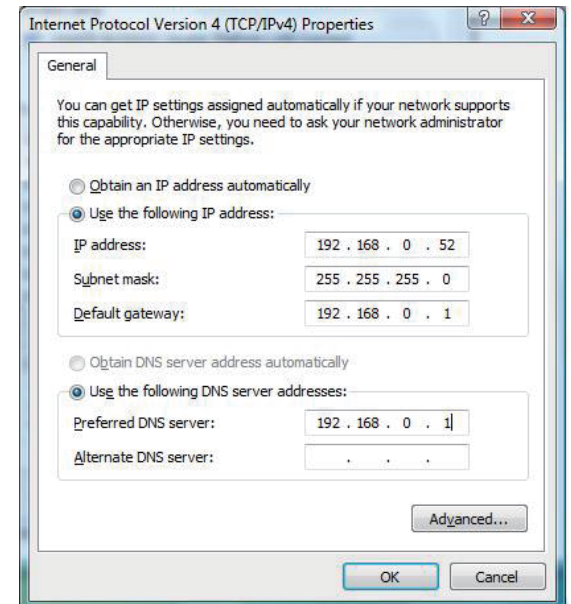 Internet Protocol Version 4 (TCP/IPv4) Properties
General
You can get IP settings assigned automatically if your network supports
this capability. Otherwise, you need to ask your network administrator
for the appropriate IP settings.
Obtain an IP address automatically
Use the following IP address:
IP address: 192 . 168 . 0 . 52
Subnet mask: 255 . 255 . 255 . 0
Default gateway: 192 . 168 . 0 . 1
Obtain DNS server address automatically
Use the following DNS server addresses:
Preferred DNS server: 192 . 168 . 0 . 1
Alternate DNS server: . . .
Advanced...
OK Cancel